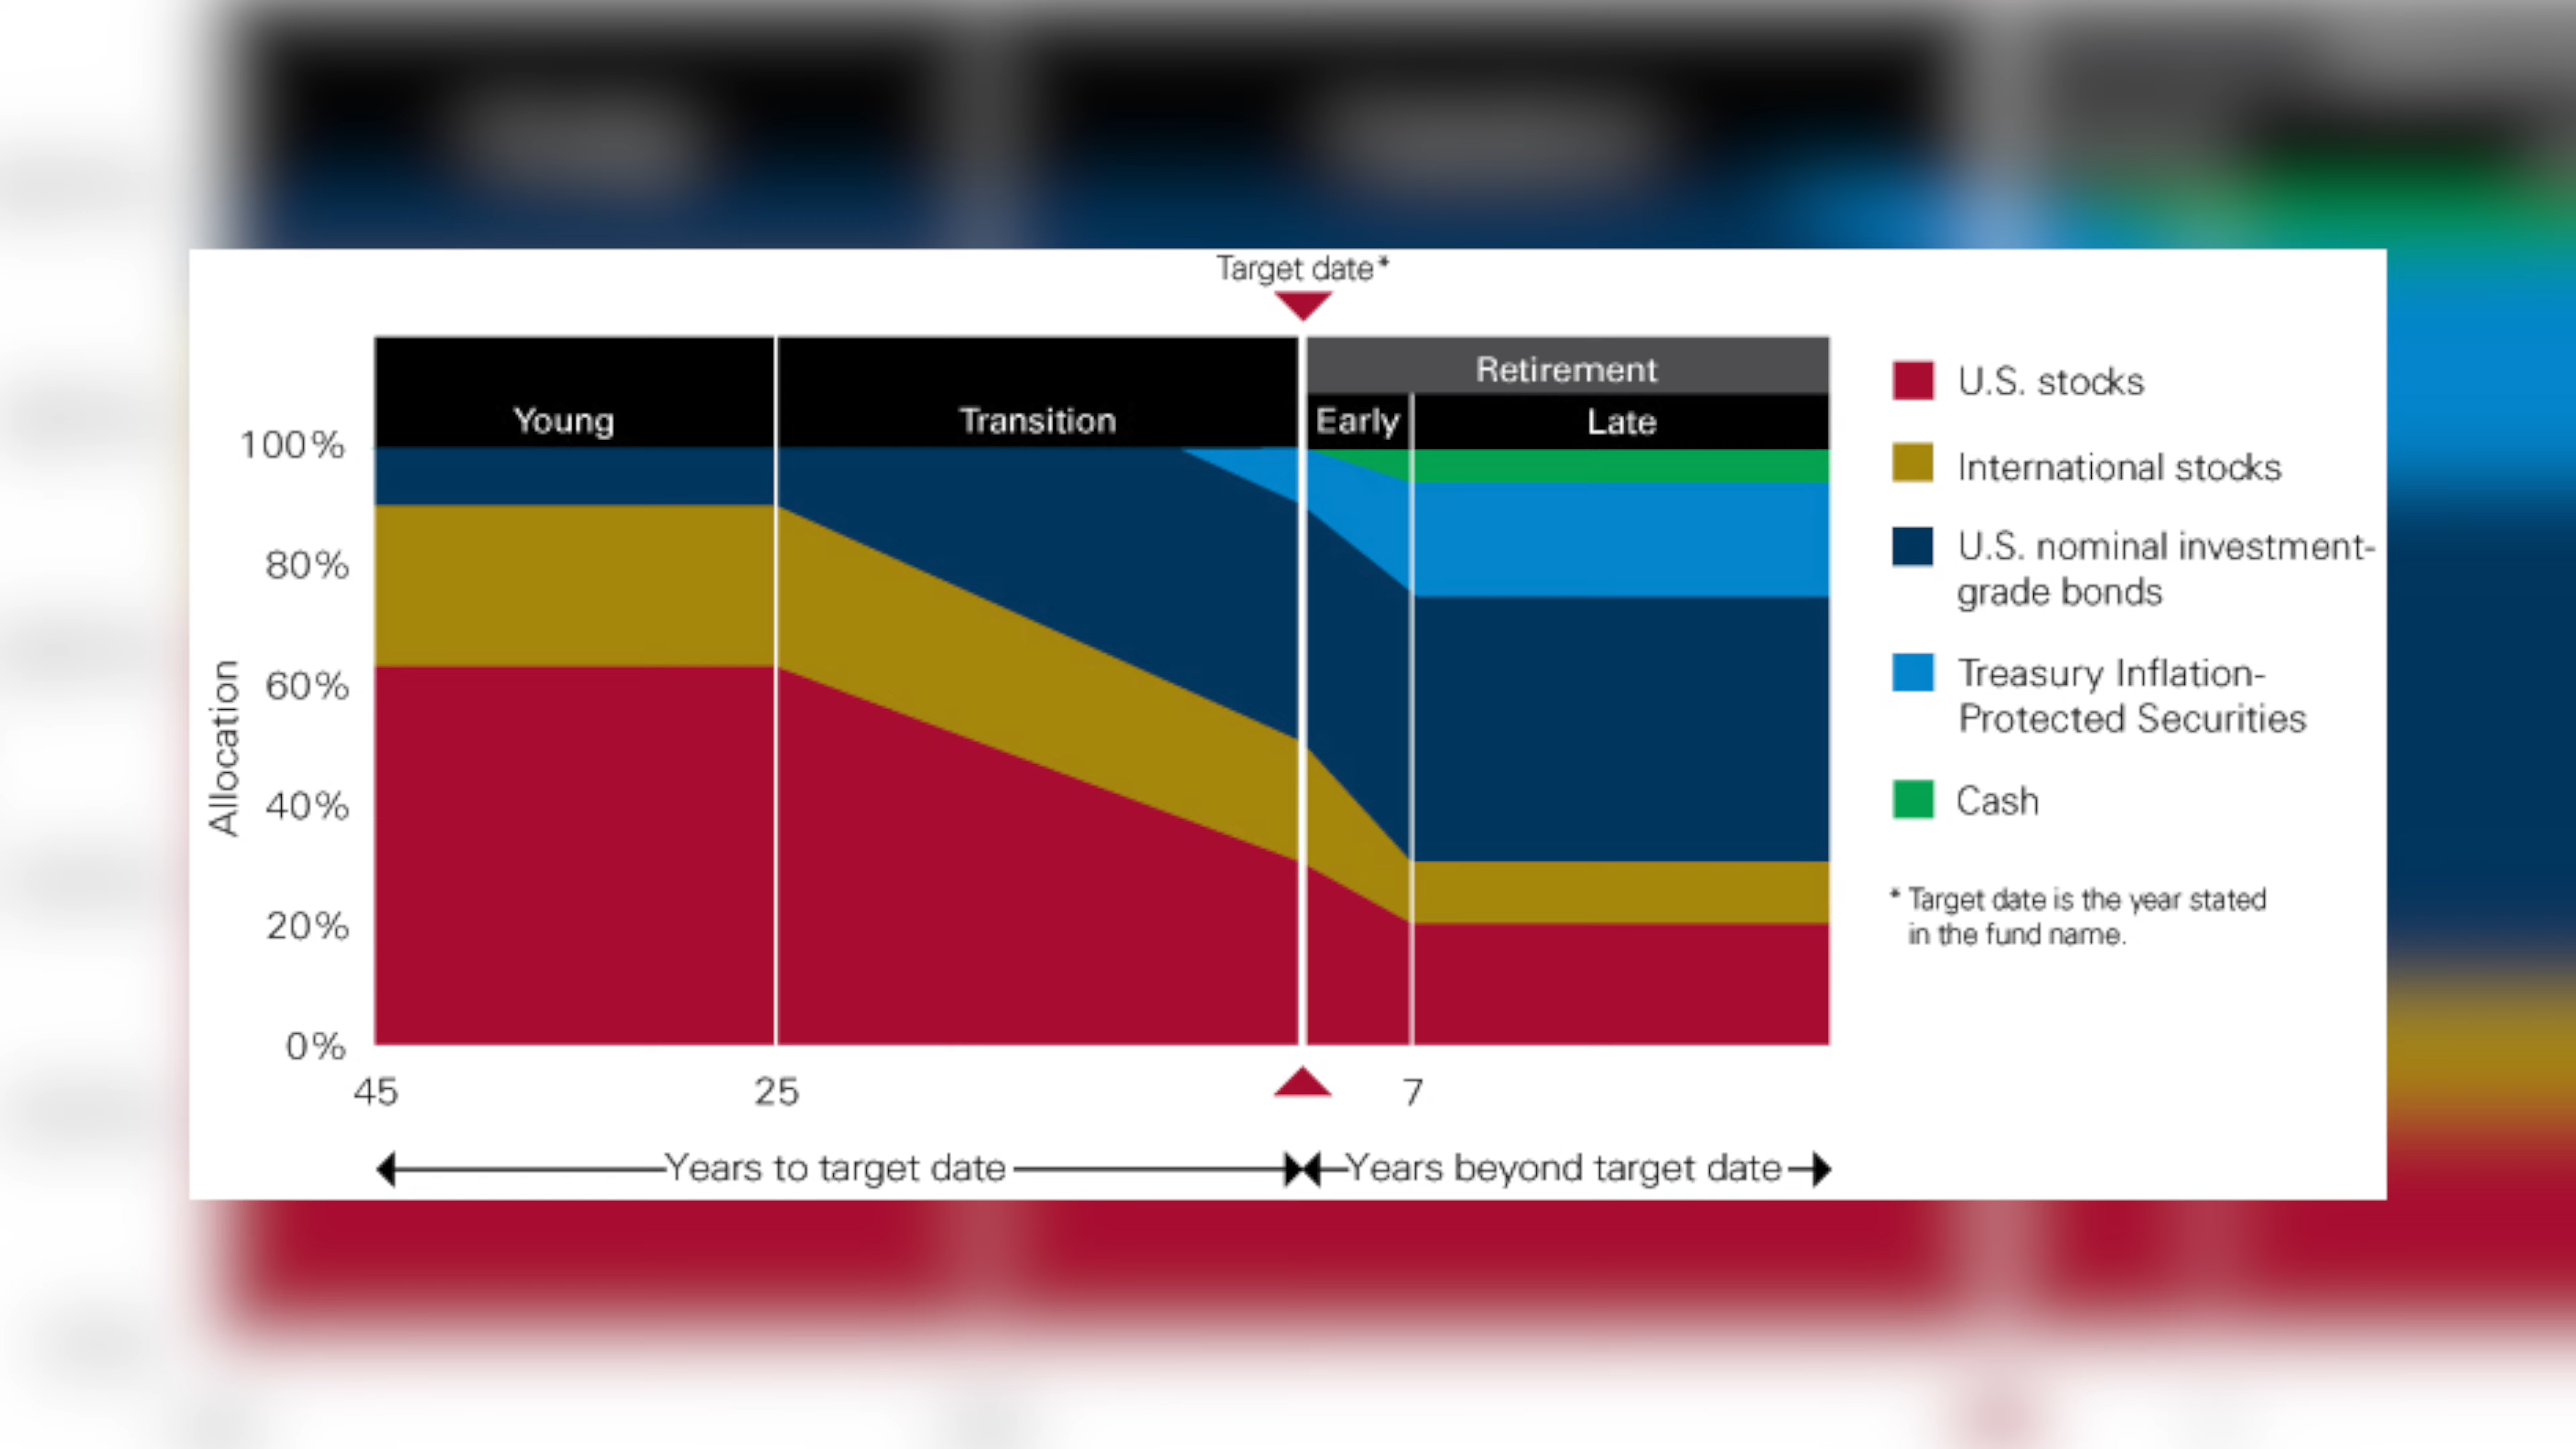 Target date*
Retirement
Young
Transition
Early
Late
100%
80%
60%
40%
20%
0%
Allocation
45
25
7
Years to target date
Years beyond target date
U.S. stocks
International stocks
U.S. nominal investment-
grade bonds
Treasury Inflation-
Protected Securities
Cash
* Target date is the year stated
in the fund name.